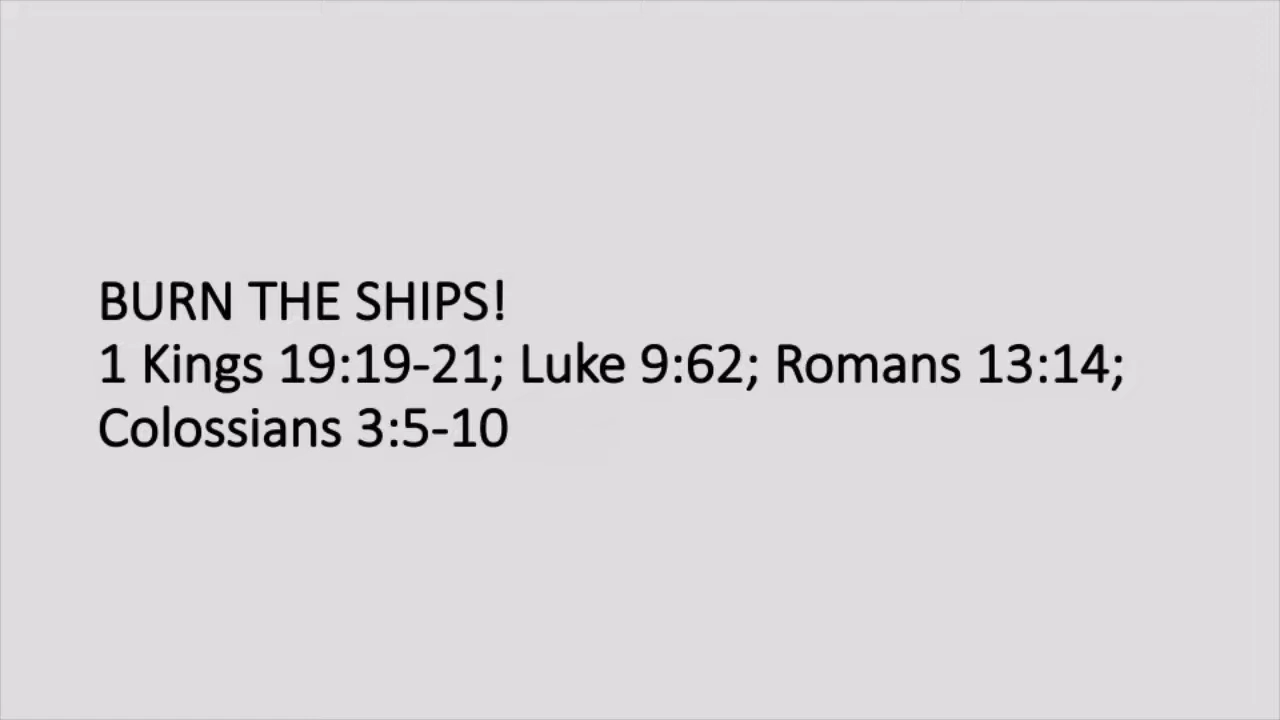 BURN THE SHIPS!
1 Kings 19:19-21; Luke 9:62; Romans 13:14;
Colossians 3:5-10